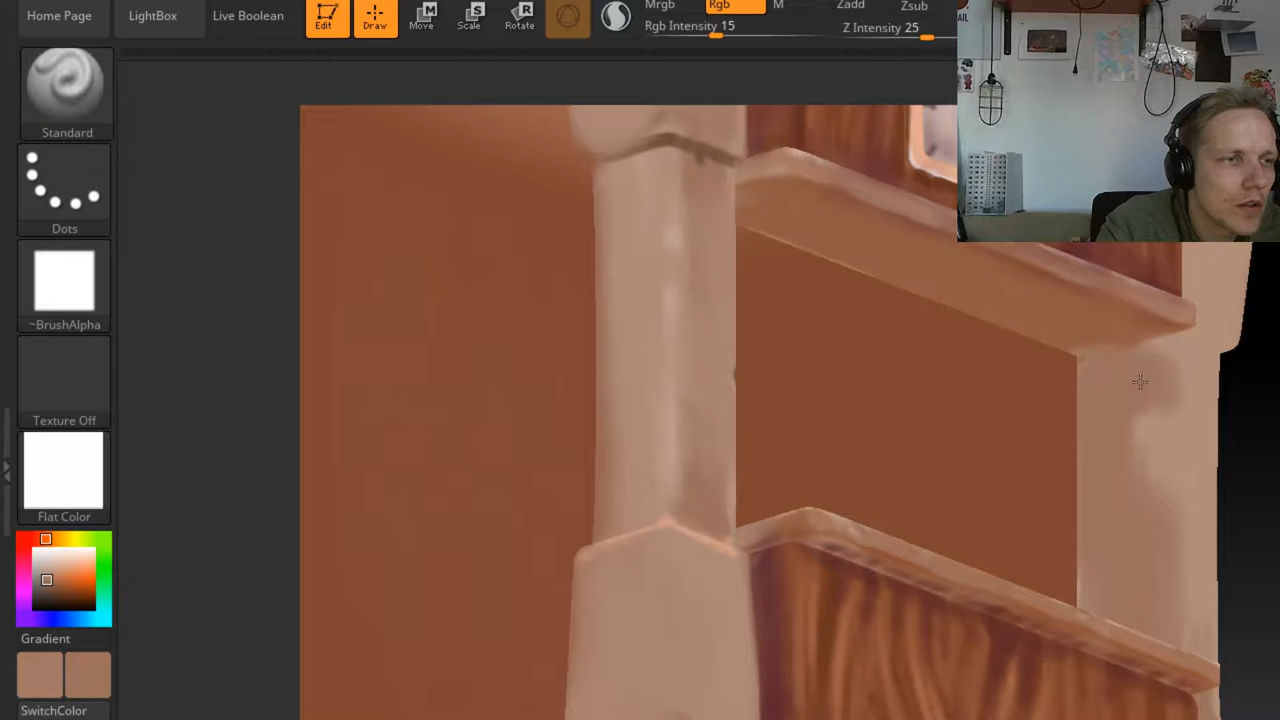 Home Page
LightBox
Live Boolean
Edit
Draw
Move
Scale
Rotate
Mrgb
Rgb
M
Zadd
Zsub
Rgb Intensity 15
Z Intensity 25
Standard
Dots
~BrushAlpha
Texture Off
Flat Color
Gradient
SwitchColor